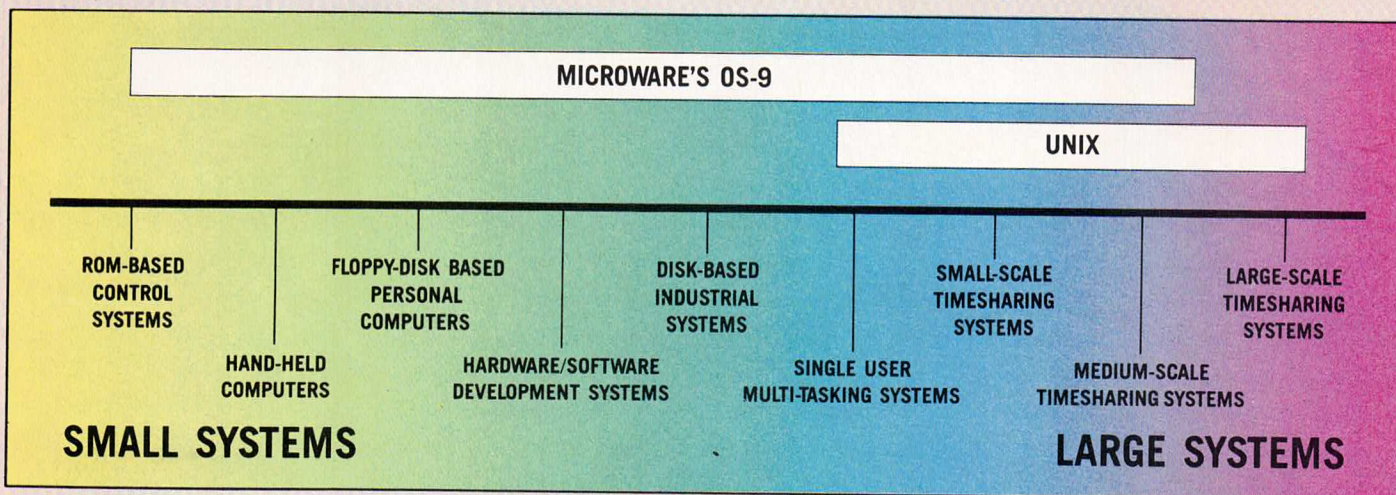 MICROWARE'S OS-9
UNIX
ROM-BASED
CONTROL
SYSTEMS
HAND-HELD
COMPUTERS
FLOPPY-DISK BASED
PERSONAL
COMPUTERS
HARDWARE/SOFTWARE
DEVELOPMENT SYSTEMS
DISK-BASED
INDUSTRIAL
SYSTEMS
SINGLE USER
MULTI-TASKING SYSTEMS
SMALL-SCALE
TIMESHARING
SYSTEMS
MEDIUM-SCALE
TIMESHARING SYSTEMS
LARGE-SCALE
TIMESHARING
SYSTEMS
SMALL SYSTEMS
LARGE SYSTEMS